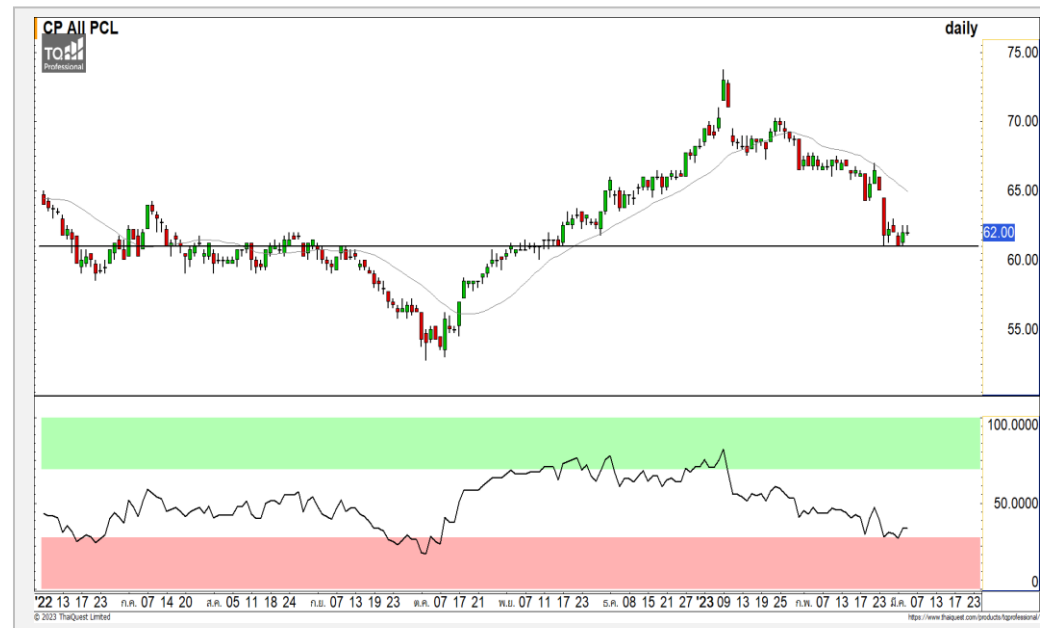 CP All PCL daily
TQ
Professional
75.00
70.00
65.00
62.00
60.00
55.00
100.0000
50.0000
0
'22 13 17 23 ก.ค. 07 14 20 ส.ค. 05 11 18 24 ก.ย. 07 13 19 23 ต.ค. 07 17 21 พ.ย. 07 11 17 23 ธ.ค. 08 15 21 27 '23 09 13 19 25 ก.พ. 07 13 17 23 มี.ค. 07 13 17 23
© 2023 ThaiQuest Limited https://www.thaiquest.com/products/tqprofessional/